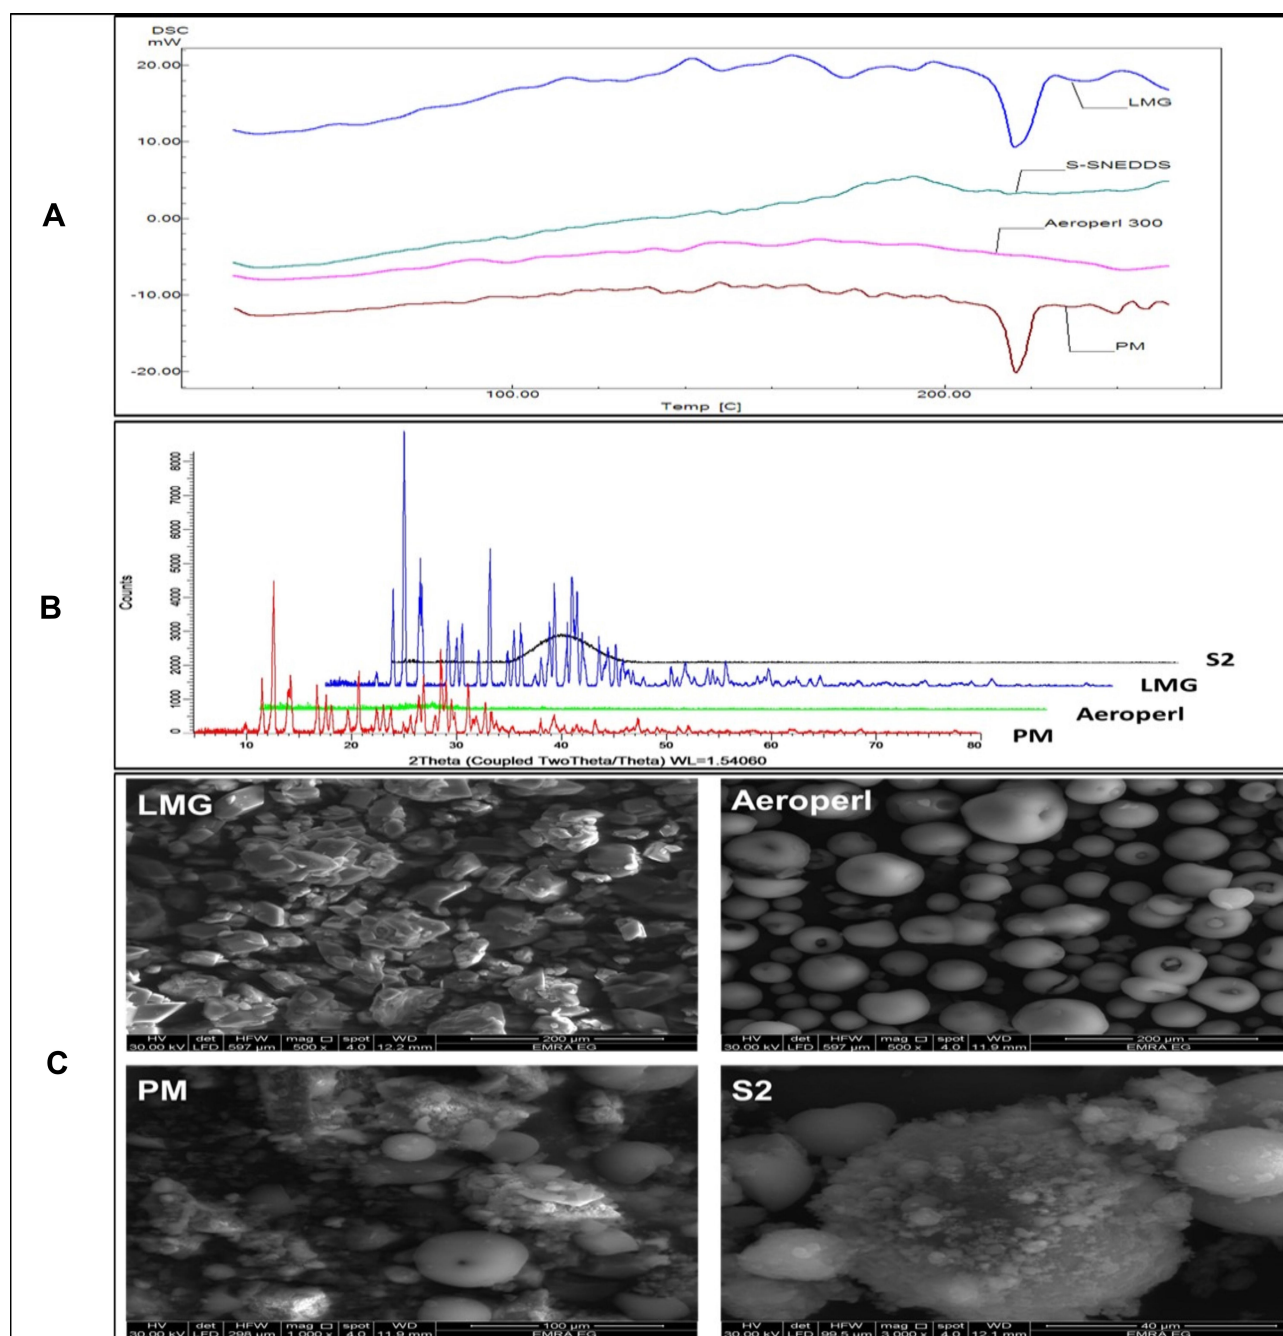 A
DSC
mW
20.00
10.00
0.00
-10.00
-20.00
LMG
S-SNEDDS
Aeroperl 300
PM
100.00
200.00
Temp [C]
B
Counts
8000
7000
6000
5000
4000
3000
2000
1000
0
S2
LMG
Aeroperl
PM
10 20 30 40 50 60 70 80
2Theta (Coupled TwoTheta/Theta) WL=1.54060
C
LMG
HV det HFW mag spot WD 200 µm
30.00 kV LFD 597 µm 500 x 4.0 12.2 mm EMRA EG
Aeroperl
HV det HFW mag spot WD 200 µm
30.00 kV LFD 597 µm 500 x 4.0 11.9 mm EMRA EG
PM
HV det HFW mag spot WD 100 µm
30.00 kV LFD 298 µm 1 000 x 4.0 11.9 mm EMRA EG
S2
HV det HFW mag spot WD 40 µm
30.00 kV LFD 99.5 µm 3 000 x 4.0 12.1 mm EMRA EG